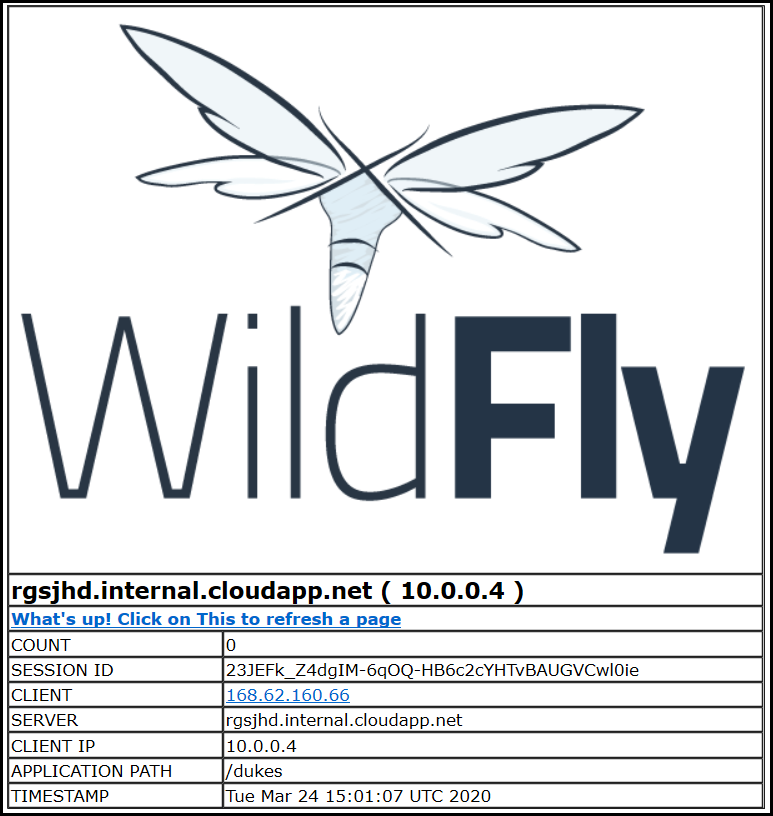 WildFly
rgsjhd.internal.cloudapp.net ( 10.0.0.4 )
What's up! Click on This to refresh a page
COUNT 0
SESSION ID 23JEFk_Z4dgIM-6qOQ-HB6c2cYHTvBAUGVCwl0ie
CLIENT 168.62.160.66
SERVER rgsjhd.internal.cloudapp.net
CLIENT IP 10.0.0.4
APPLICATION PATH /dukes
TIMESTAMP Tue Mar 24 15:01:07 UTC 2020